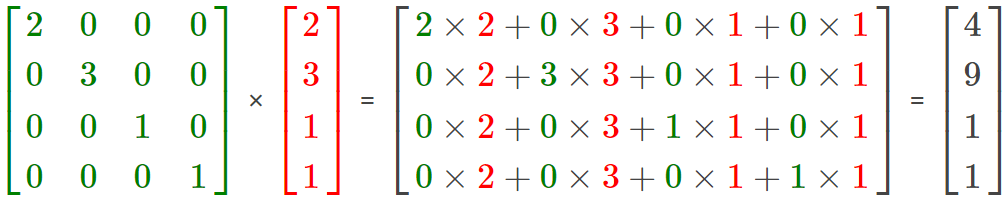 [2 0 0 0] [2] [2 × 2 + 0 × 3 + 0 × 1 + 0 × 1] [4]
[0 3 0 0] × [3] = [0 × 2 + 3 × 3 + 0 × 1 + 0 × 1] = [9]
[0 0 1 0] [1] [0 × 2 + 0 × 3 + 1 × 1 + 0 × 1] [1]
[0 0 0 1] [1] [0 × 2 + 0 × 3 + 0 × 1 + 1 × 1] [1]